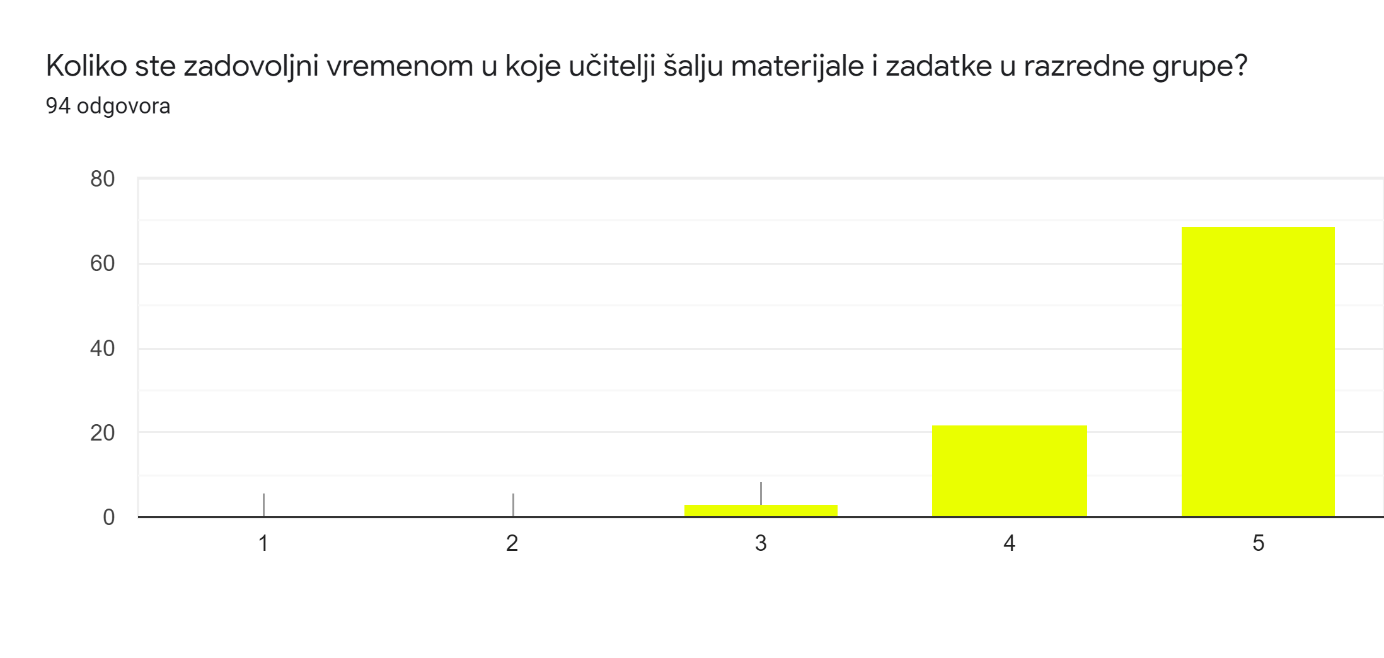 Koliko ste zadovoljni vremenom u koje učitelji šalju materijale i zadatke u razredne grupe?
94 odgovora
80
60
40
20
0
1 2 3 4 5